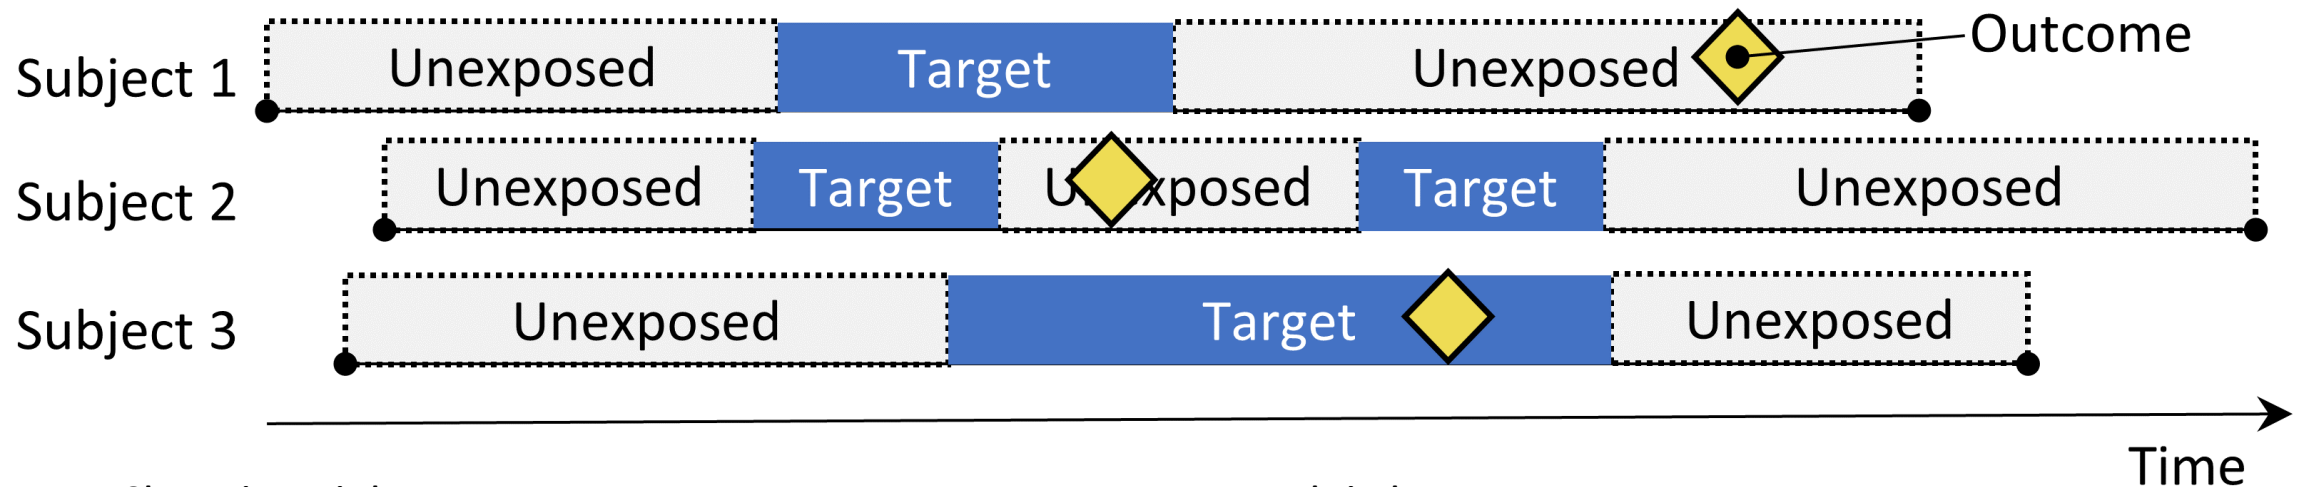 Subject 1 Unexposed Target Unexposed Outcome
Subject 2 Unexposed Target Target Unexposed
Subject 3 Unexposed Target Unexposed
Time